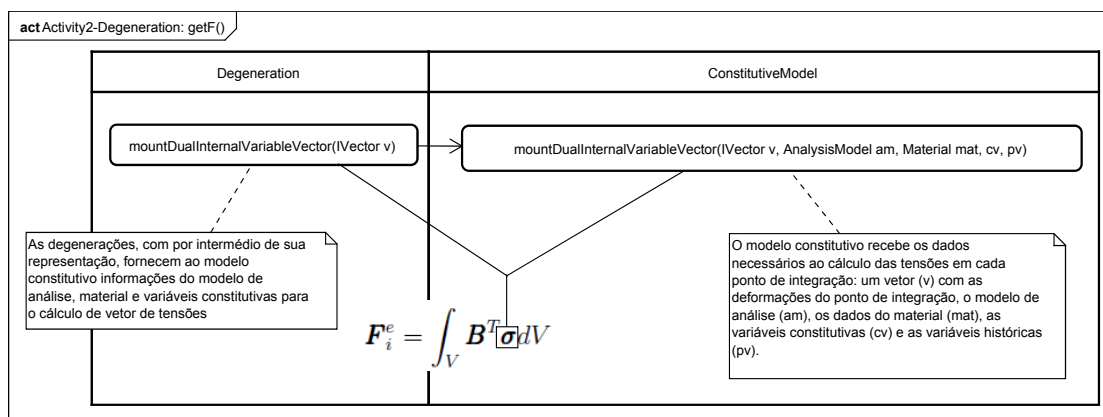 act Activity2-Degeneration: getF()
Degeneration
ConstitutiveModel
mountDualInternalVariableVector(IVector v)
mountDualInternalVariableVector(IVector v, AnalysisModel am, Material mat, cv, pv)
As degenerações, com por intermédio de sua
representação, fornecem ao modelo
constitutivo informações do modelo de
análise, material e variáveis constitutivas para
o cálculo de vetor de tensões
O modelo constitutivo recebe os dados
necessários ao cálculo das tensões em cada
ponto de integração: um vetor (v) com as
deformações do ponto de integração, o modelo de
análise (am), os dados do material (mat), as
variáveis constitutivas (cv) e as variáveis históricas
(pv).
F_i^e = ∫_V B^T σ dV